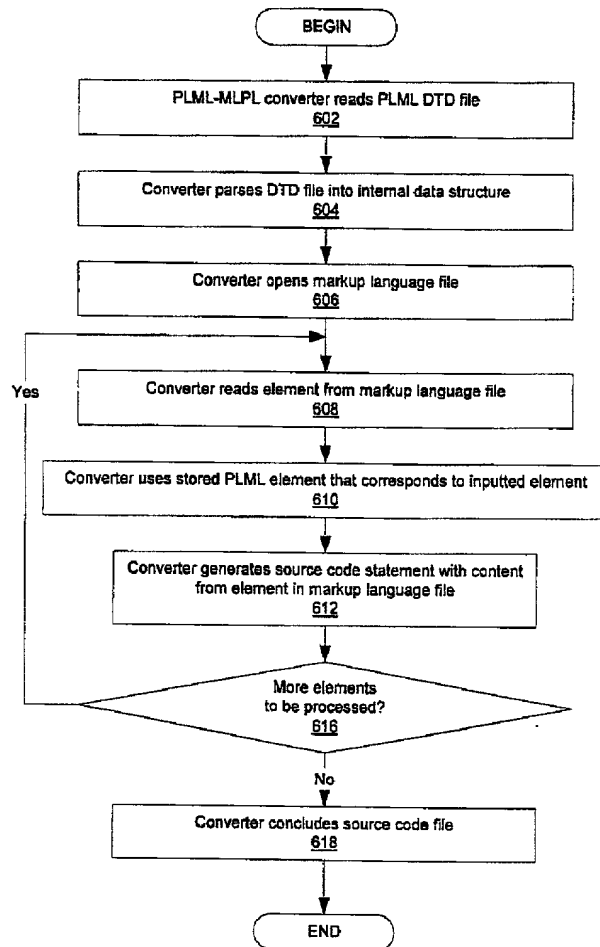 BEGIN
PLML-MLPL converter reads PLML DTD file
602
Converter parses DTD file into internal data structure
604
Converter opens markup language file
606
Yes
Converter reads element from markup language file
608
Converter uses stored PLML element that corresponds to inputted element
610
Converter generates source code statement with content
from element in markup language file
612
More elements
to be processed?
616
No
Converter concludes source code file
618
END